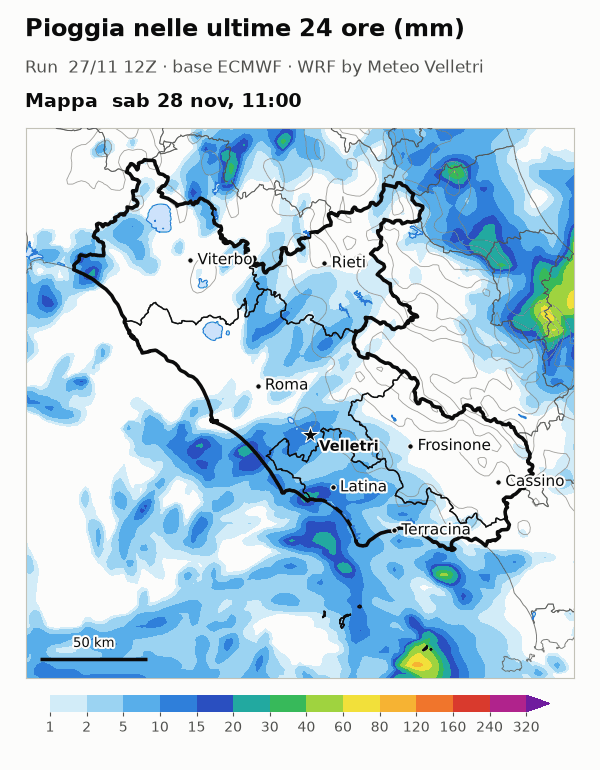 Pioggia nelle ultime 24 ore (mm)
Run 27/11 12Z · base ECMWF · WRF by Meteo Velletri
Mappa sab 28 nov, 11:00
Viterbo
Rieti
Roma
Velletri
Frosinone
Cassino
Latina
Terracina
50 km
1 2 5 10 15 20 30 40 60 80 120 160 240 320